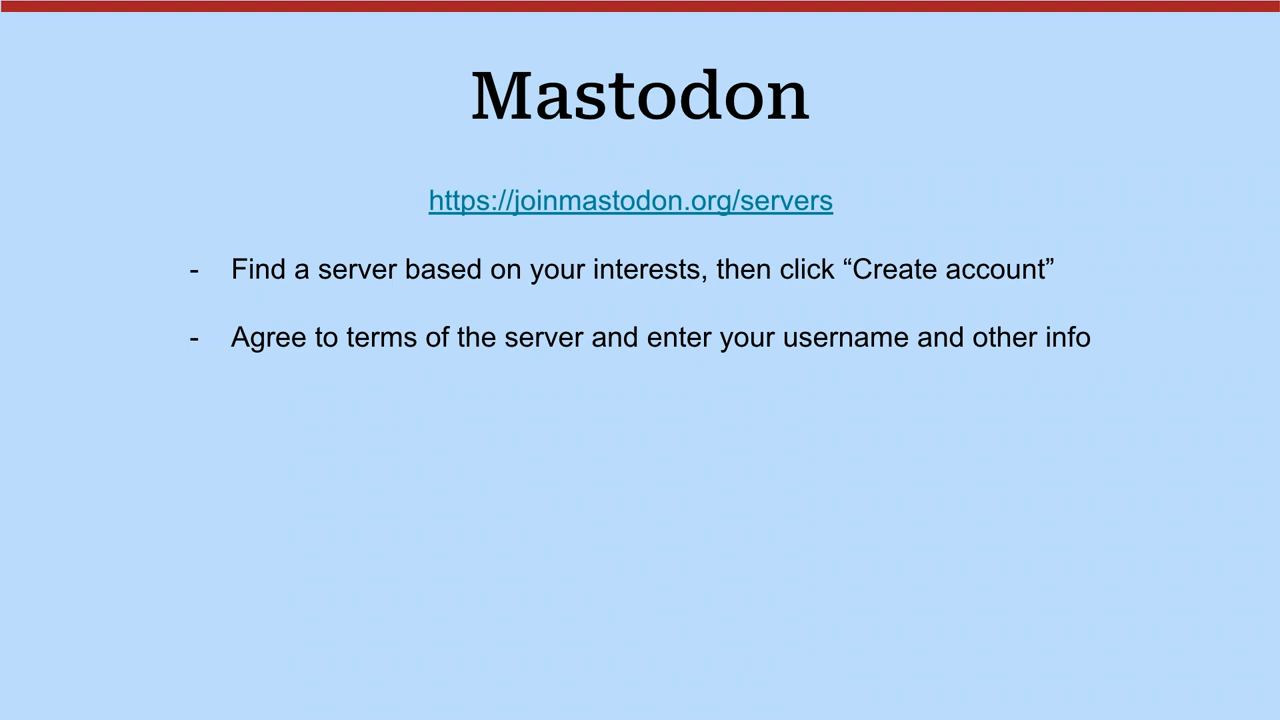 Mastodon
https://joinmastodon.org/servers
- Find a server based on your interests, then click “Create account”
- Agree to terms of the server and enter your username and other info